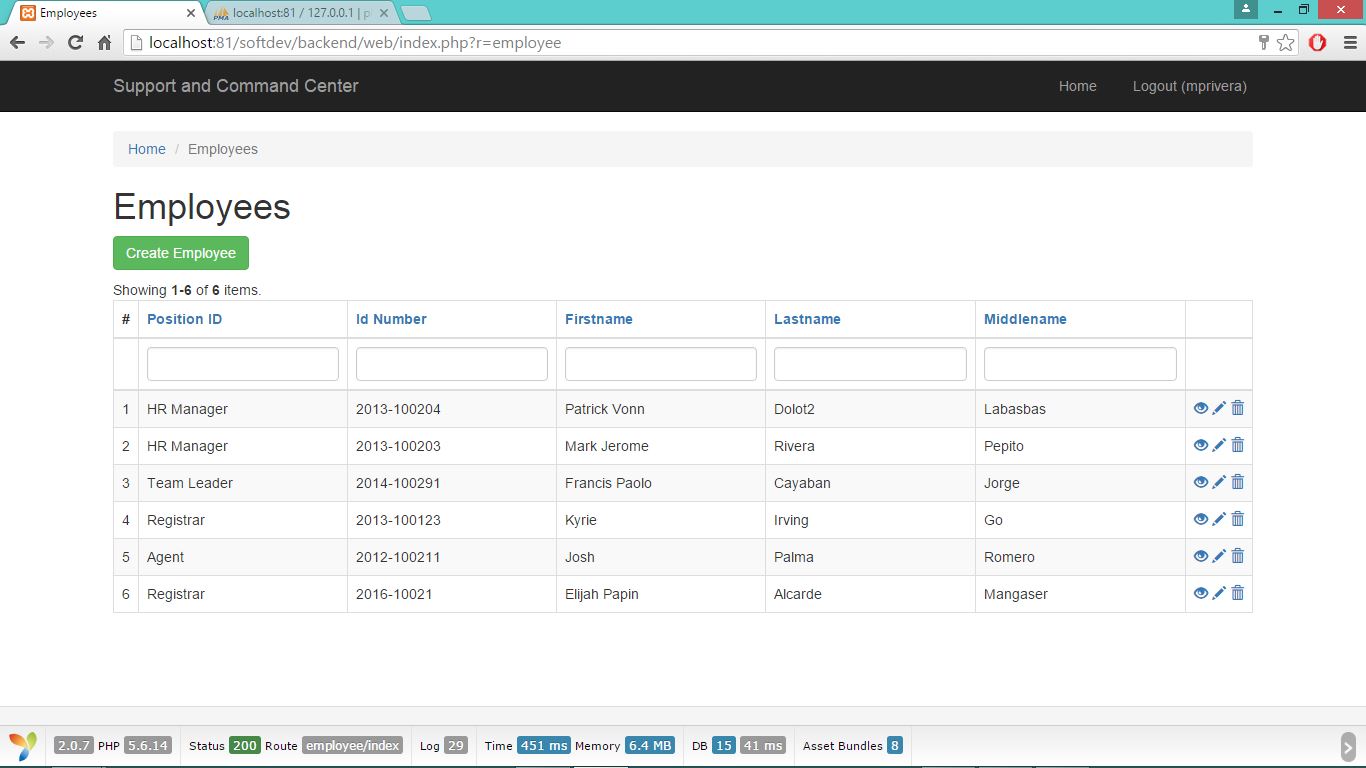 Employees
localhost:81 / 127.0.0.1 | p
localhost:81/softdev/backend/web/index.php?r=employee
Support and Command Center Home Logout (mprivera)
Home / Employees
Employees
Create Employee
Showing 1-6 of 6 items.
# Position ID Id Number Firstname Lastname Middlename
1 HR Manager 2013-100204 Patrick Vonn Dolot2 Labasbas
2 HR Manager 2013-100203 Mark Jerome Rivera Pepito
3 Team Leader 2014-100291 Francis Paolo Cayaban Jorge
4 Registrar 2013-100123 Kyrie Irving Go
5 Agent 2012-100211 Josh Palma Romero
6 Registrar 2016-10021 Elijah Papin Alcarde Mangaser
2.0.7 PHP 5.6.14 Status 200 Route employee/index Log 29 Time 451 ms Memory 6.4 MB DB 15 41 ms Asset Bundles 8